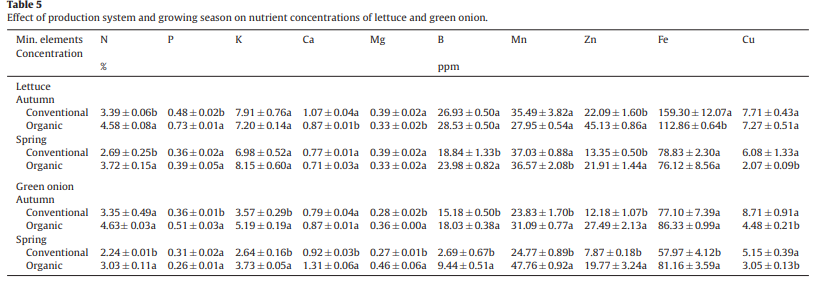 Table 5
Effect of production system and growing season on nutrient concentrations of lettuce and green onion.
Min. elements N P K Ca Mg B Mn Zn Fe Cu
Concentration
% ppm
Lettuce
Autumn
Conventional 3.39 ± 0.06b 0.48 ± 0.02b 7.91 ± 0.76a 1.07 ± 0.04a 0.39 ± 0.02a 26.93 ± 0.50a 35.49 ± 3.82a 22.09 ± 1.60b 159.30 ± 12.07a 7.71 ± 0.43a
Organic 4.58 ± 0.08a 0.73 ± 0.01a 7.20 ± 0.14a 0.87 ± 0.01b 0.33 ± 0.02b 28.53 ± 0.50a 27.95 ± 0.54a 45.13 ± 0.86a 112.86 ± 0.64b 7.27 ± 0.51a
Spring
Conventional 2.69 ± 0.25b 0.36 ± 0.02a 6.98 ± 0.52a 0.77 ± 0.01a 0.39 ± 0.02a 18.84 ± 1.33b 37.03 ± 0.88a 13.35 ± 0.50b 78.83 ± 2.30a 6.08 ± 1.33a
Organic 3.72 ± 0.15a 0.39 ± 0.05a 8.15 ± 0.60a 0.71 ± 0.03a 0.33 ± 0.02a 23.98 ± 0.82a 36.57 ± 2.08b 21.91 ± 1.44a 76.12 ± 8.56a 2.07 ± 0.09b
Green onion
Autumn
Conventional 3.35 ± 0.49a 0.36 ± 0.01b 3.57 ± 0.29b 0.79 ± 0.04a 0.28 ± 0.02b 15.18 ± 0.50b 23.83 ± 1.70b 12.18 ± 1.07b 77.10 ± 7.39a 8.71 ± 0.91a
Organic 4.63 ± 0.03a 0.51 ± 0.03a 5.19 ± 0.19a 0.87 ± 0.01a 0.36 ± 0.00a 18.03 ± 0.38a 31.09 ± 0.77a 27.49 ± 2.13a 86.33 ± 0.99a 4.48 ± 0.21b
Spring
Conventional 2.24 ± 0.01b 0.31 ± 0.02a 2.64 ± 0.16b 0.92 ± 0.03b 0.27 ± 0.01b 2.69 ± 0.67b 24.77 ± 0.89b 7.87 ± 0.18b 57.97 ± 4.12b 5.15 ± 0.39a
Organic 3.03 ± 0.11a 0.26 ± 0.01a 3.73 ± 0.05a 1.31 ± 0.06a 0.46 ± 0.06a 9.44 ± 0.51a 47.76 ± 0.92a 19.77 ± 3.24a 81.16 ± 3.59a 3.05 ± 0.13b